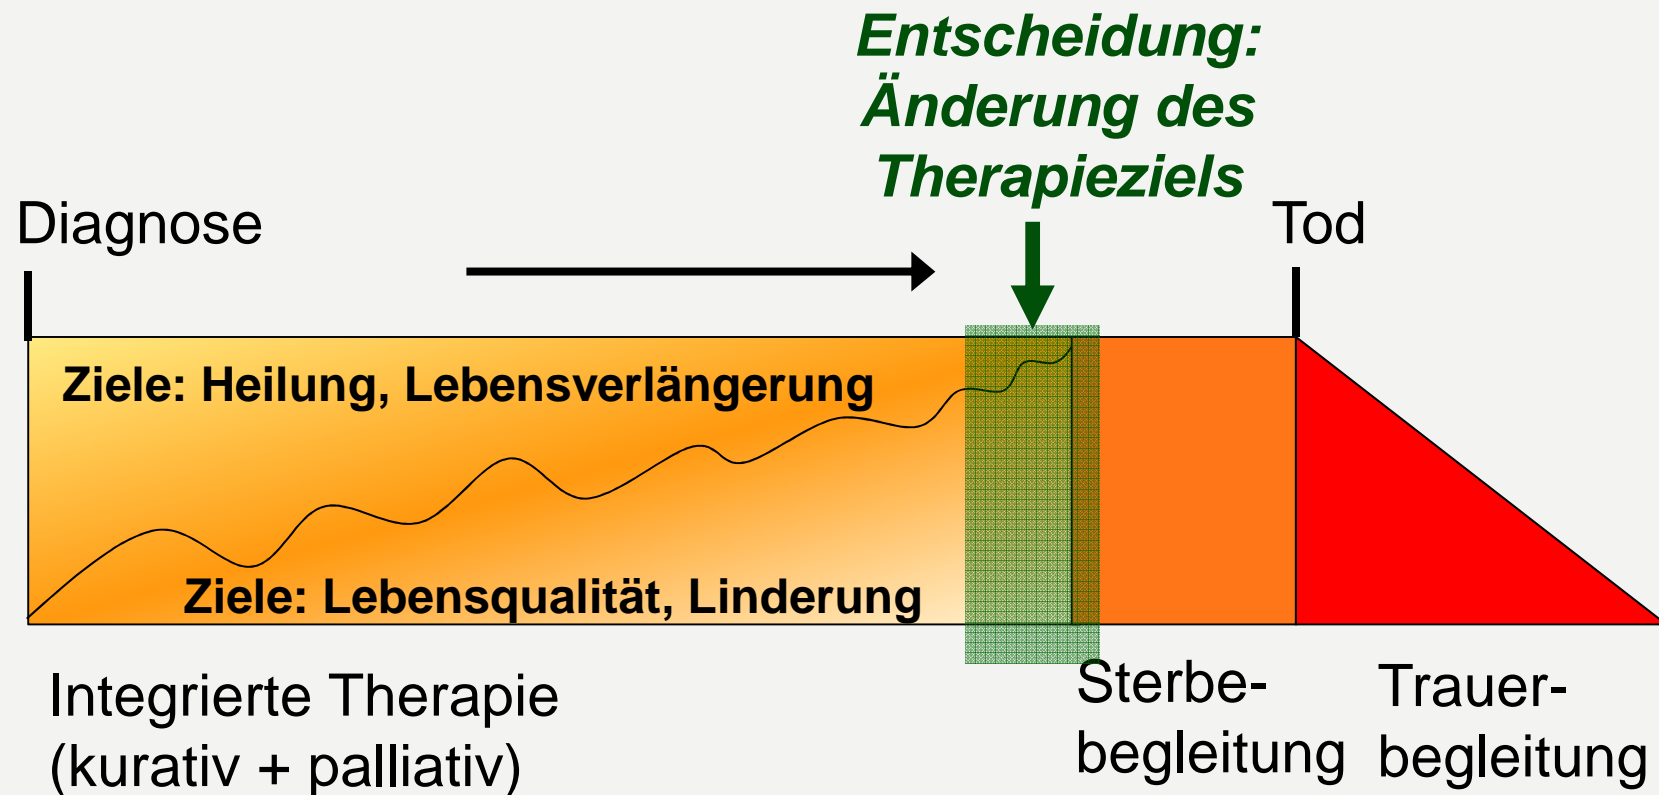 Entscheidung:
Änderung des
Therapieziels
Diagnose
Tod
Ziele: Heilung, Lebensverlängerung
Ziele: Lebensqualität, Linderung
Integrierte Therapie
(kurativ + palliativ)
Sterbe-
begleitung
Trauer-
begleitung